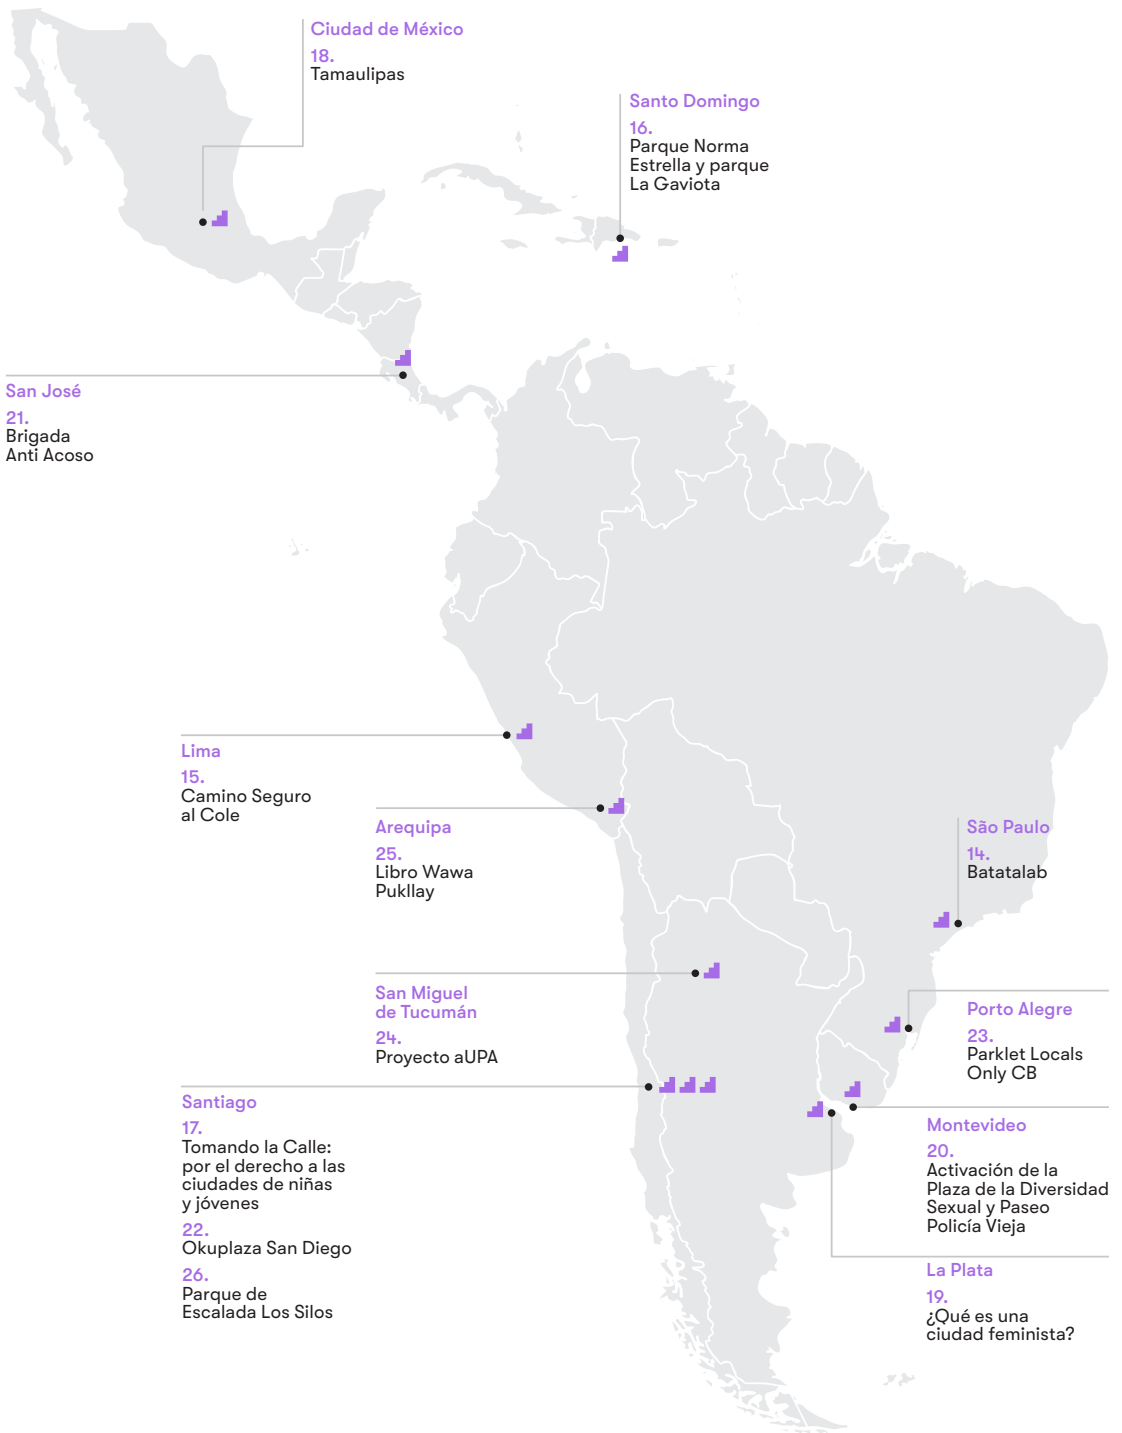 Ciudad de México
18.
Tamaulipas
Santo Domingo
16.
Parque Norma
Estrella y parque
La Gaviota
San José
21.
Brigada
Anti Acoso
Lima
15.
Camino Seguro
al Cole
Arequipa
25.
Libro Wawa
Pukllay
São Paulo
14.
Batatalab
San Miguel
de Tucumán
24.
Proyecto aUPA
Porto Alegre
23.
Parklet Locals
Only CB
Santiago
17.
Tomando la Calle:
por el derecho a las
ciudades de niñas
y jóvenes
22.
Okuplaza San Diego
26.
Parque de
Escalada Los Silos
Montevideo
20.
Activación de la
Plaza de la Diversidad
Sexual y Paseo
Policía Vieja
La Plata
19.
¿Qué es una
ciudad feminista?